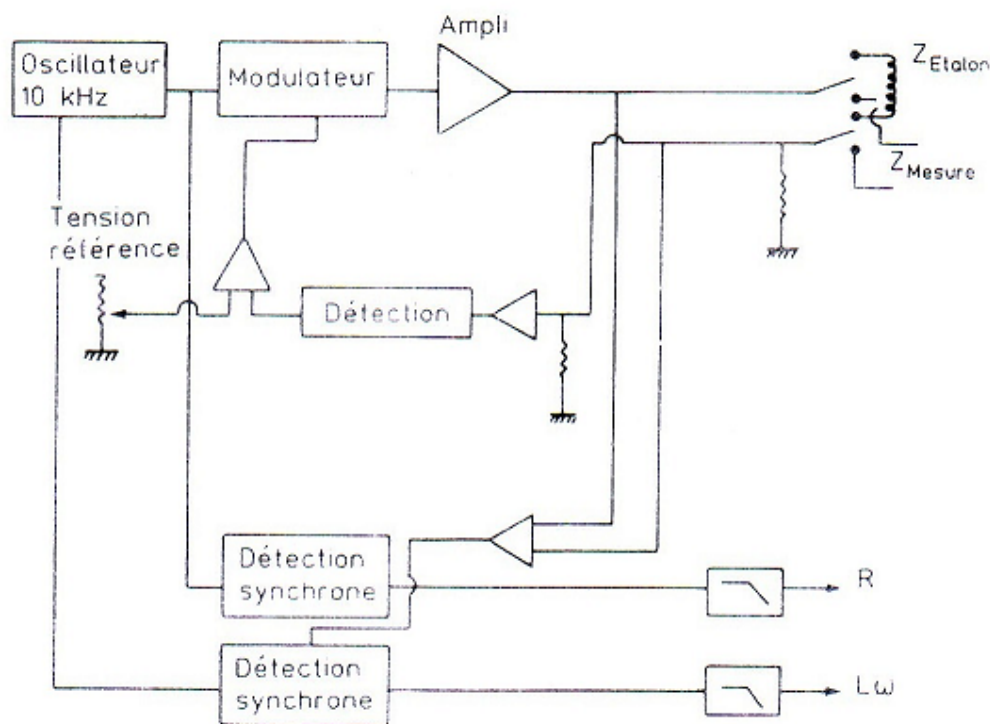 Ampli
Oscillateur
10 kHz
Modulateur
Z Etalon
Z Mesure
Tension
référence
Détection
Détection
synchrone
R
Détection
synchrone
Lω